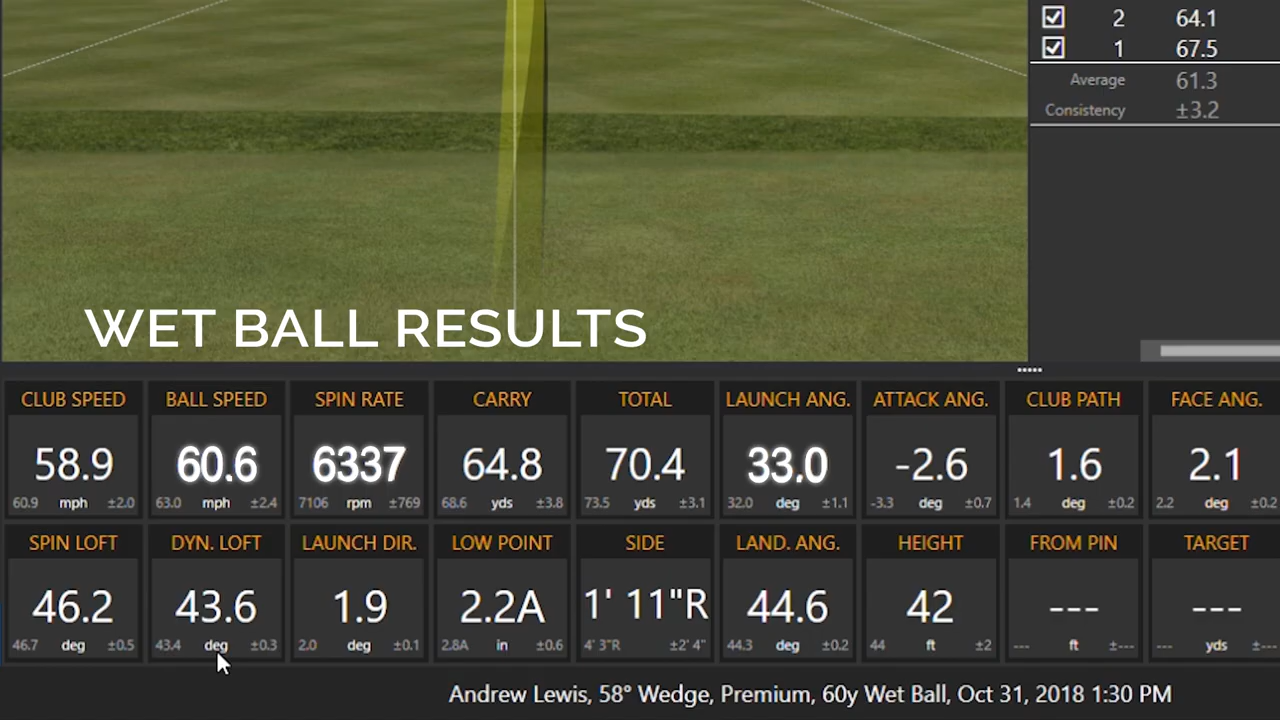 2 64.1
1 67.5
Average 61.3
Consistency ±3.2
WET BALL RESULTS
CLUB SPEED BALL SPEED SPIN RATE CARRY TOTAL LAUNCH ANG. ATTACK ANG. CLUB PATH FACE ANG.
58.9 60.6 6337 64.8 70.4 33.0 -2.6 1.6 2.1
60.9 mph ±2.0 63.0 mph ±2.4 7106 rpm ±769 68.6 yds ±3.8 73.5 yds ±3.1 32.0 deg ±1.1 -3.3 deg ±0.7 1.4 deg ±0.2 2.2 deg ±0.2
SPIN LOFT DYN. LOFT LAUNCH DIR. LOW POINT SIDE LAND. ANG. HEIGHT FROM PIN TARGET
46.2 43.6 1.9 2.2A 1' 11"R 44.6 42 --- ---
46.7 deg ±0.5 43.4 deg ±0.3 2.0 deg ±0.1 2.8A in ±0.6 4' 3"R ±2' 4" 44.3 deg ±0.2 44 ft ±2 --- ft ±--- --- yds ±---
Andrew Lewis, 58° Wedge, Premium, 60y Wet Ball, Oct 31, 2018 1:30 PM